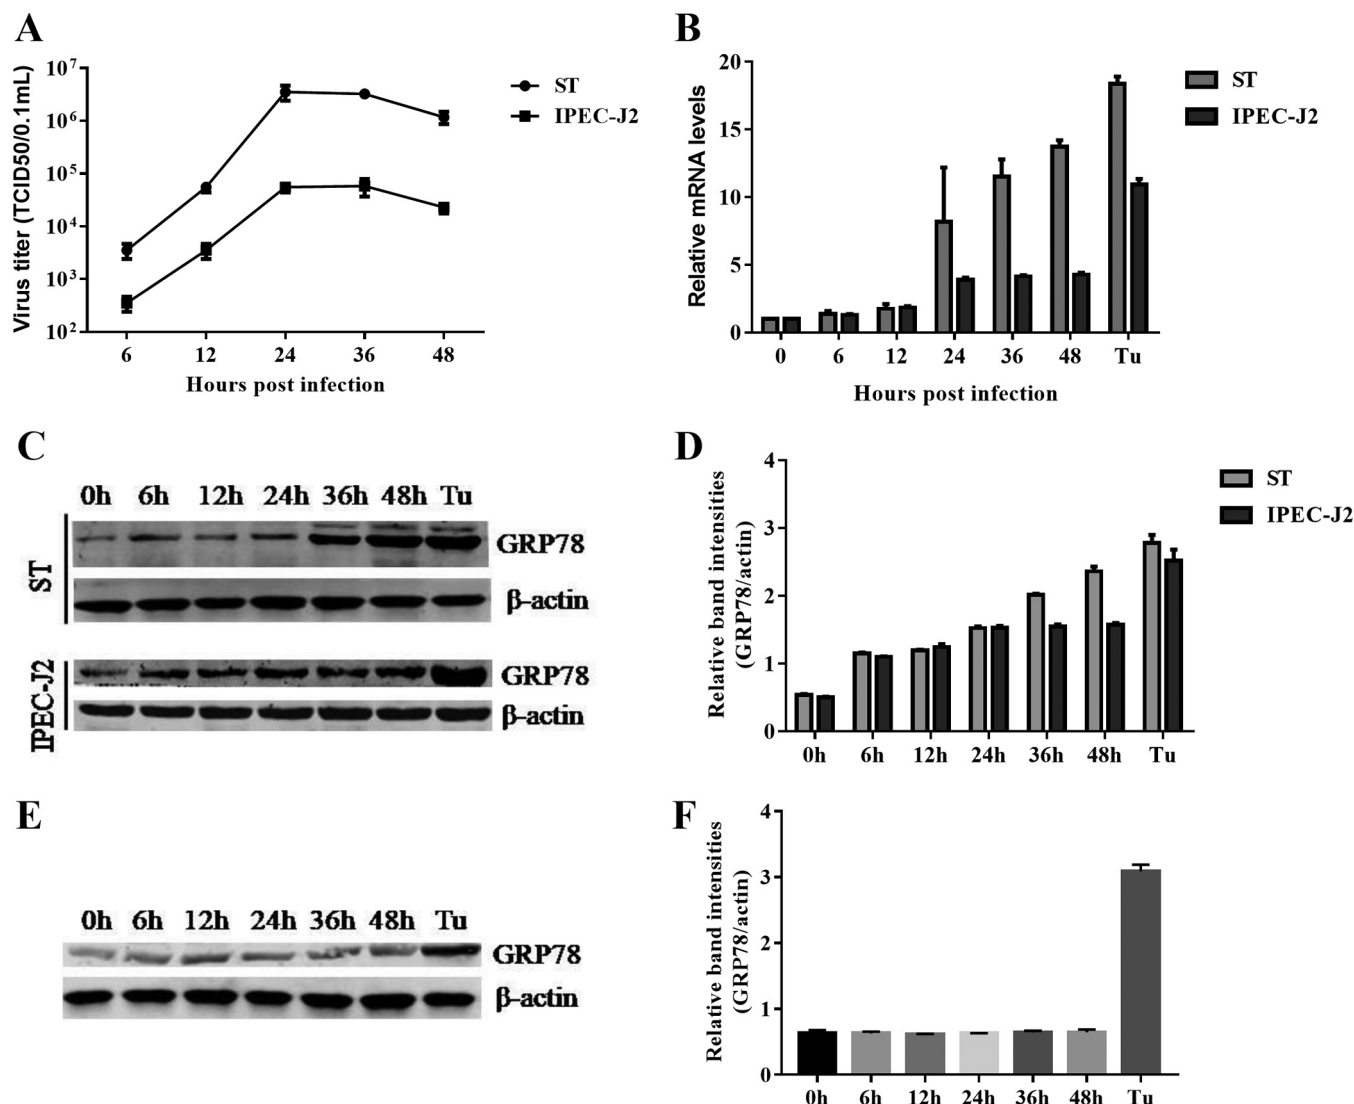 A
Virus titer (TCID50/0.1mL)
10⁷
10⁶
10⁵
10⁴
10³
10²
6 12 24 36 48
Hours post infection
ST
IPEC-J2
B
Relative mRNA levels
20
15
10
5
0
0 6 12 24 36 48 Tu
Hours post infection
ST
IPEC-J2
C
0h 6h 12h 24h 36h 48h Tu
ST
GRP78
β-actin
IPEC-J2
GRP78
β-actin
D
Relative band intensities
(GRP78/actin)
4
3
2
1
0
0h 6h 12h 24h 36h 48h Tu
ST
IPEC-J2
E
0h 6h 12h 24h 36h 48h Tu
GRP78
β-actin
F
Relative band intensities
(GRP78/actin)
4
3
2
1
0
0h 6h 12h 24h 36h 48h Tu